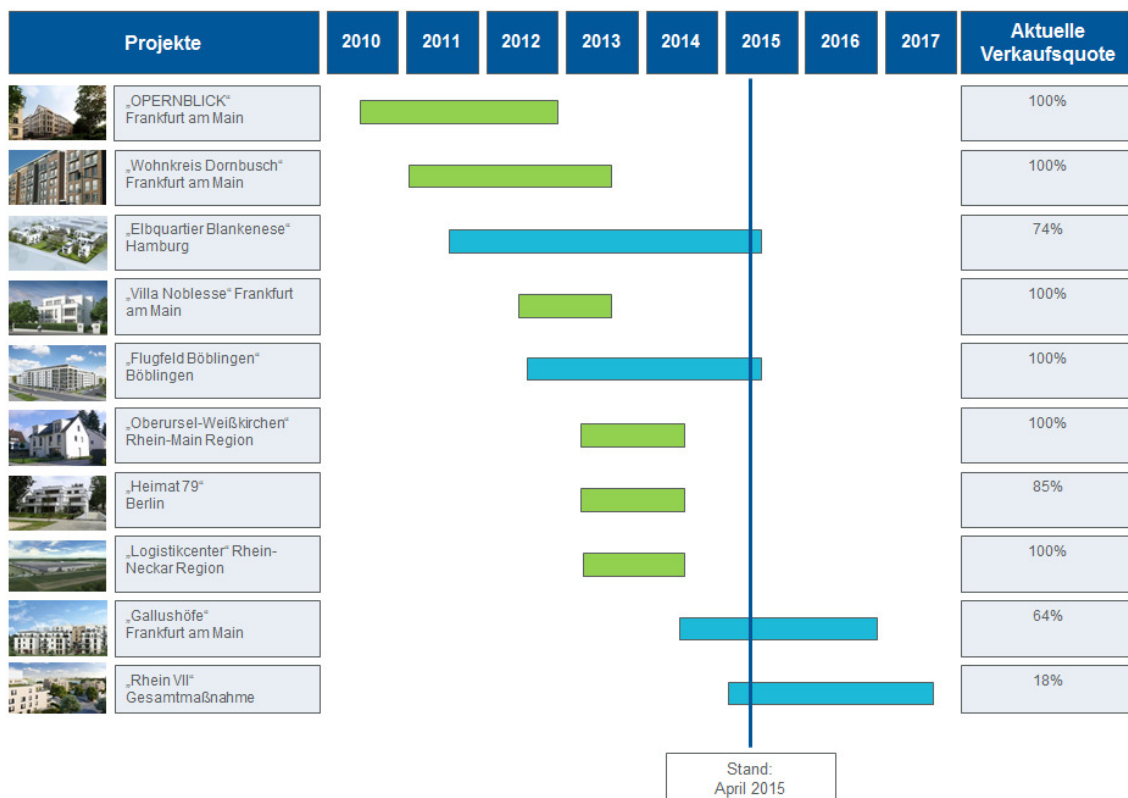 Projekte
2010
2011
2012
2013
2014
2015
2016
2017
Aktuelle
Verkaufsquote
„OPERNBLICK“
Frankfurt am Main
100%
„Wohnkreis Dornbusch“
Frankfurt am Main
100%
„Elbquartier Blankenese“
Hamburg
74%
„Villa Noblesse“ Frankfurt
am Main
100%
„Flugfeld Böblingen“
Böblingen
100%
„Oberursel-Weißkirchen“
Rhein-Main Region
100%
„Heimat 79“
Berlin
85%
„Logistikcenter“ Rhein-
Neckar Region
100%
„Gallushöfe“
Frankfurt am Main
64%
„Rhein VII“
Gesamtmaßnahme
18%
Stand:
April 2015